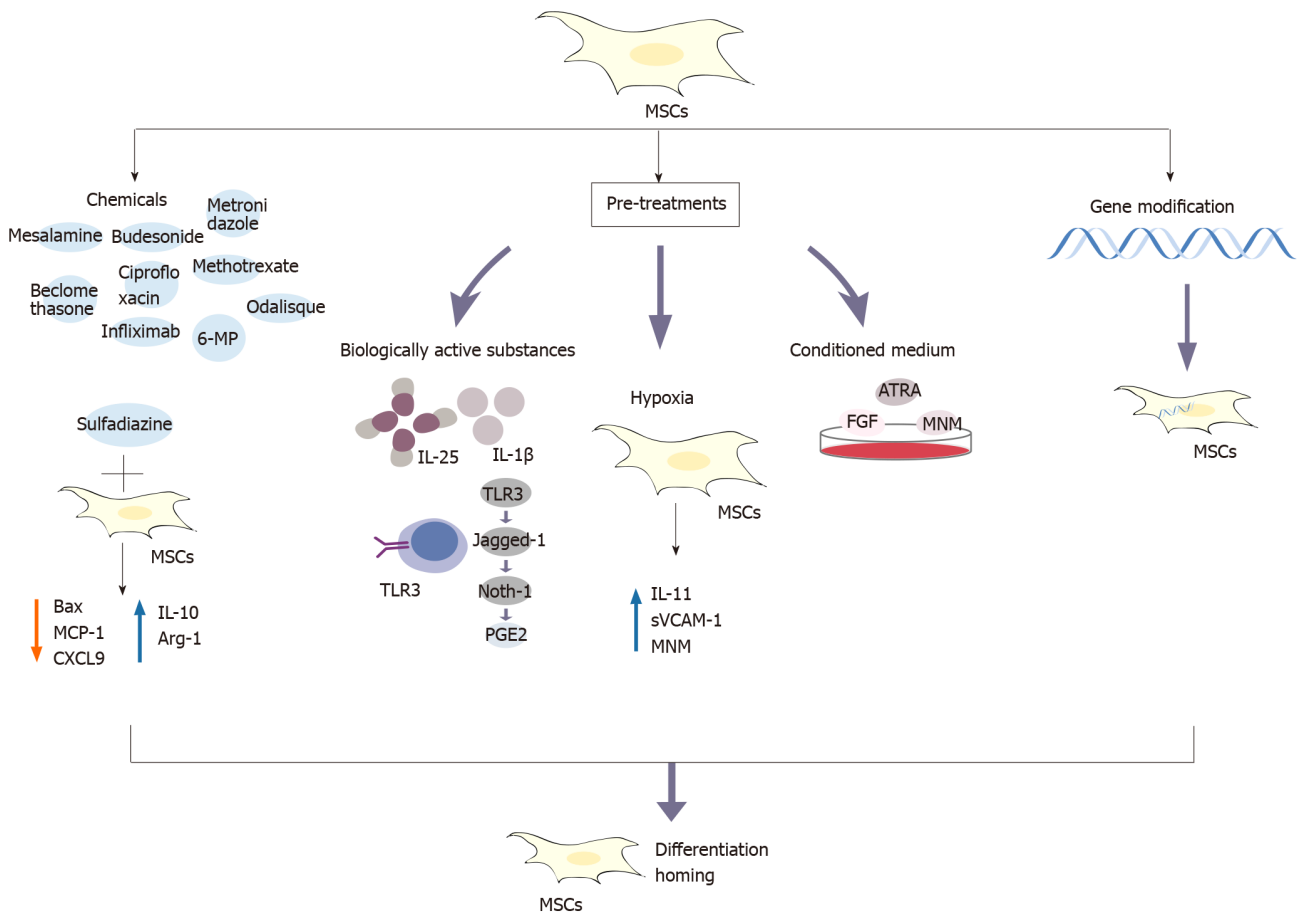 MSCs
Chemicals
Metroni
dazole
Mesalamine
Budesonide
Ciproflo
xacin
Methotrexate
Beclome
thasone
Odalisque
Infliximab
6-MP
Sulfadiazine
MSCs
Bax
MCP-1
CXCL9
IL-10
Arg-1
Pre-treatments
Biologically active substances
IL-25
IL-1β
TLR3
TLR3
Jagged-1
Noth-1
PGE2
Hypoxia
MSCs
IL-11
sVCAM-1
MNM
Conditioned medium
ATRA
FGF
MNM
Gene modification
MSCs
Differentiation
homing
MSCs